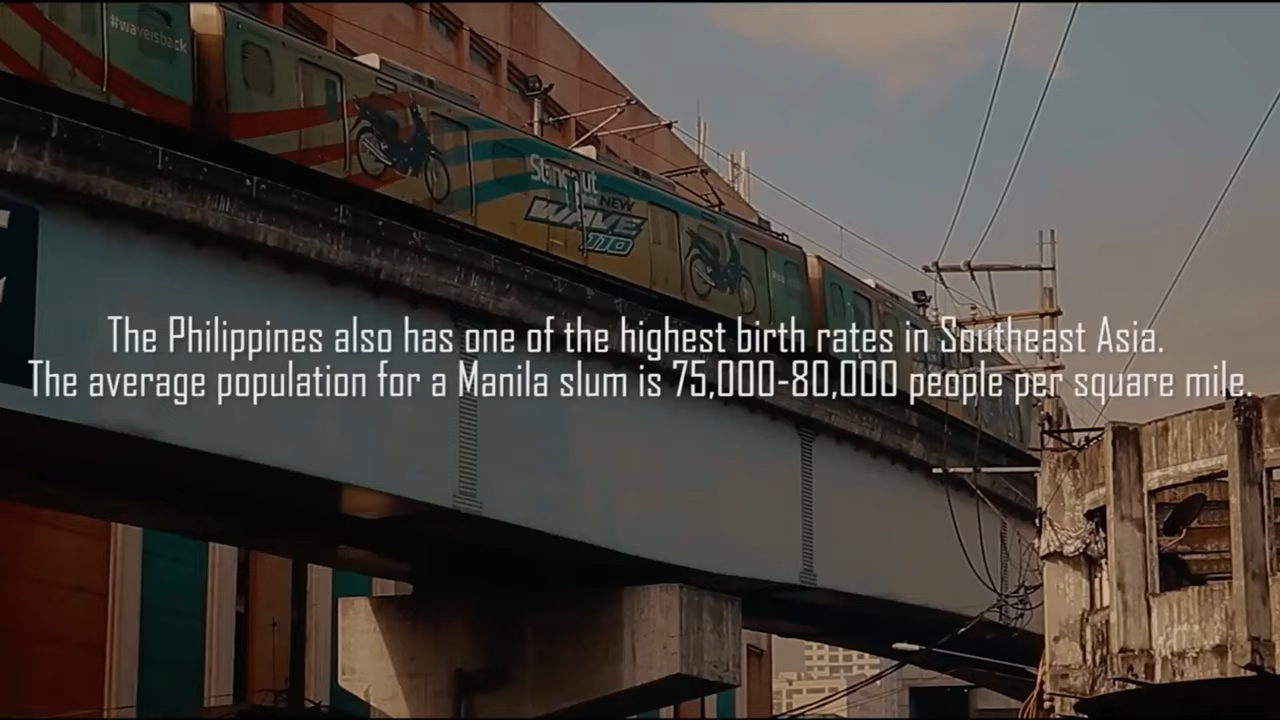 #waveisback
Standout
NEW
WAVE
110
The Philippines also has one of the highest birth rates in Southeast Asia.
The average population for a Manila slum is 75,000-80,000 people per square mile.